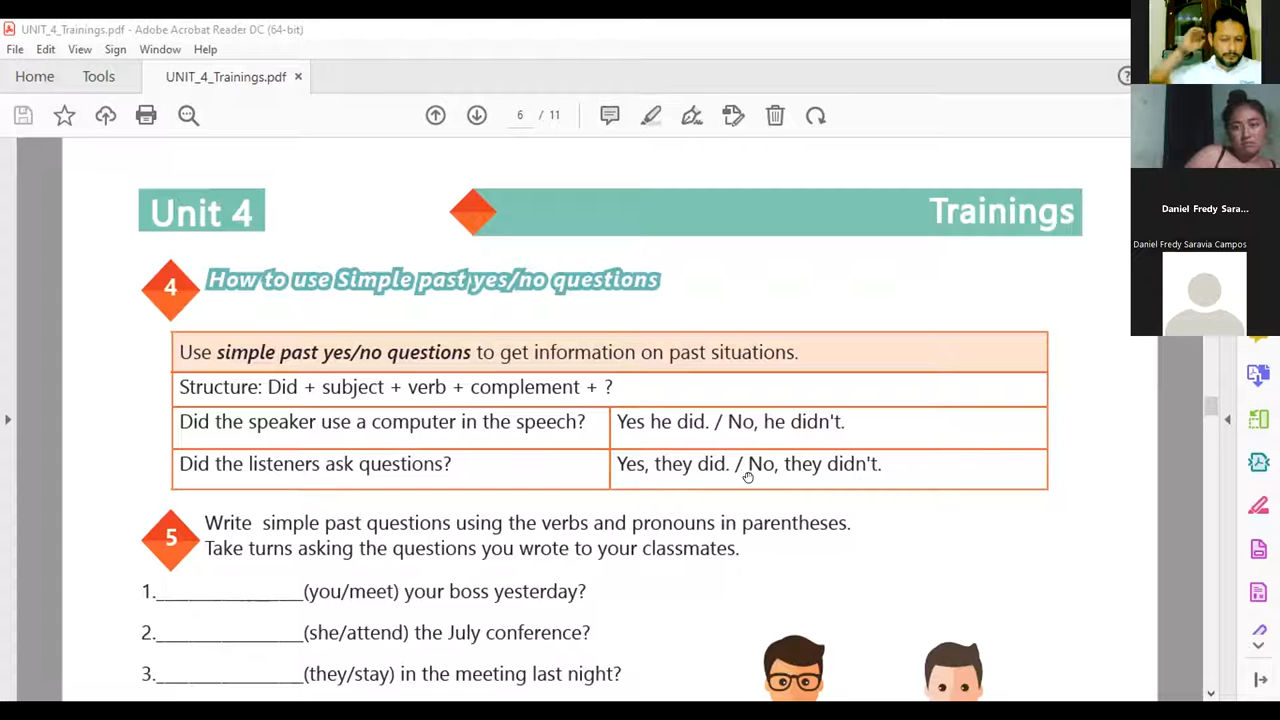 UNIT_4_Trainings.pdf - Adobe Acrobat Reader DC (64-bit)
File Edit View Sign Window Help
Home Tools UNIT_4_Trainings.pdf ×
6 / 11
Unit 4 Trainings
4 How to use Simple past yes/no questions
Use simple past yes/no questions to get information on past situations.
Structure: Did + subject + verb + complement + ?
Did the speaker use a computer in the speech? Yes he did. / No, he didn't.
Did the listeners ask questions? Yes, they did. / No, they didn't.
5 Write simple past questions using the verbs and pronouns in parentheses.
Take turns asking the questions you wrote to your classmates.
1.______________(you/meet) your boss yesterday?
2.______________(she/attend) the July conference?
3.______________(they/stay) in the meeting last night?
Daniel Fredy Sara...
Daniel Fredy Saravia Campos